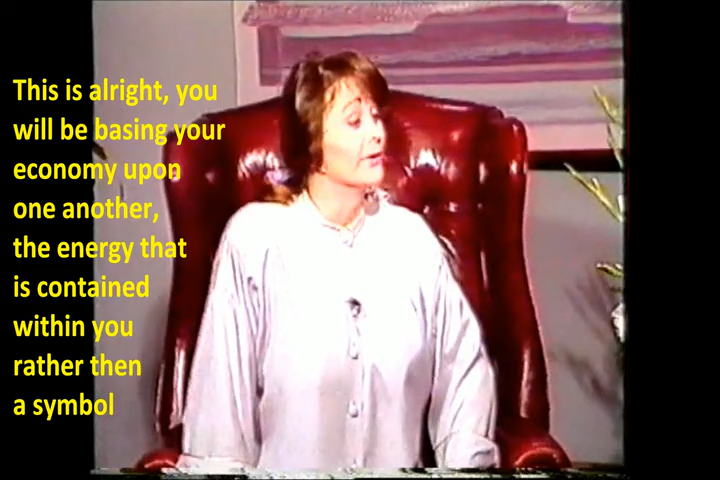 This is alright, you
will be basing your
economy upon
one another,
the energy that
is contained
within you
rather then
a symbol